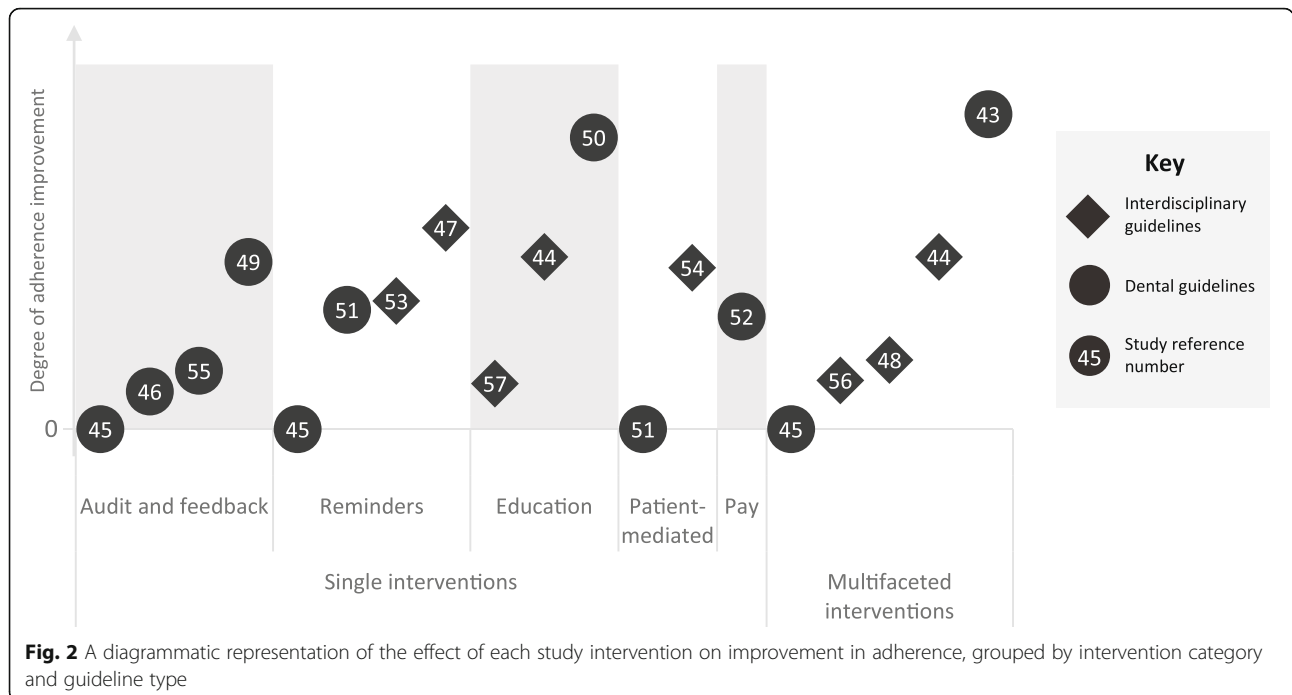 Degree of adherence improvement
0
45
46
55
49
45
51
53
47
57
44
50
51
54
52
45
56
48
44
43
Audit and feedback
Reminders
Education
Patient-
mediated
Pay
Single interventions
Multifaceted
interventions
Key
Interdisciplinary
guidelines
Dental guidelines
45
Study reference
number
Fig. 2 A diagrammatic representation of the effect of each study intervention on improvement in adherence, grouped by intervention category
and guideline type